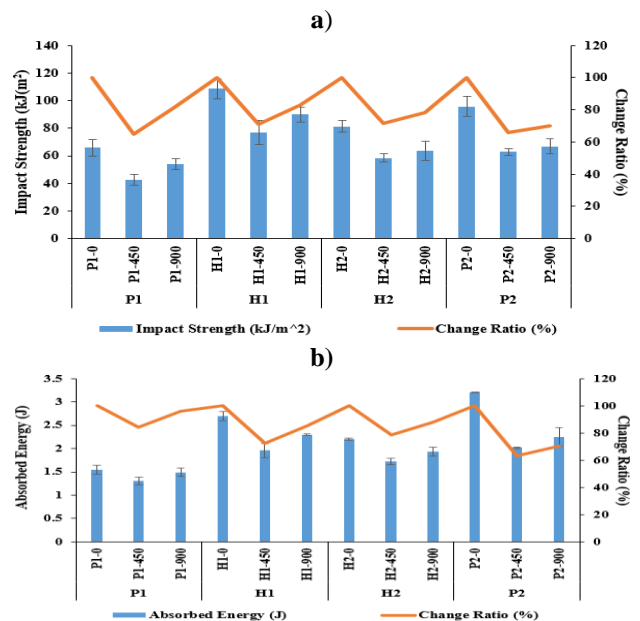 a)
Impact Strength (kJ/m²)
140
120
100
80
60
40
20
0
120
100
80
60
40
20
0
Change Ratio (%)
P1-0 P1-450 P1-900 H1-0 H1-450 H1-900 H2-0 H2-450 H2-900 P2-0 P2-450 P2-900
P1 H1 H2 P2
Impact Strength (kJ/m^2) Change Ratio (%)
b)
Absorbed Energy (J)
3.5
3
2.5
2
1.5
1
0.5
0
120
100
80
60
40
20
0
Change Ratio (%)
P1-0 P1-450 P1-900 H1-0 H1-450 H1-900 H2-0 H2-450 H2-900 P2-0 P2-450 P2-900
P1 H1 H2 P2
Absorbed Energy (J) Change Ratio (%)